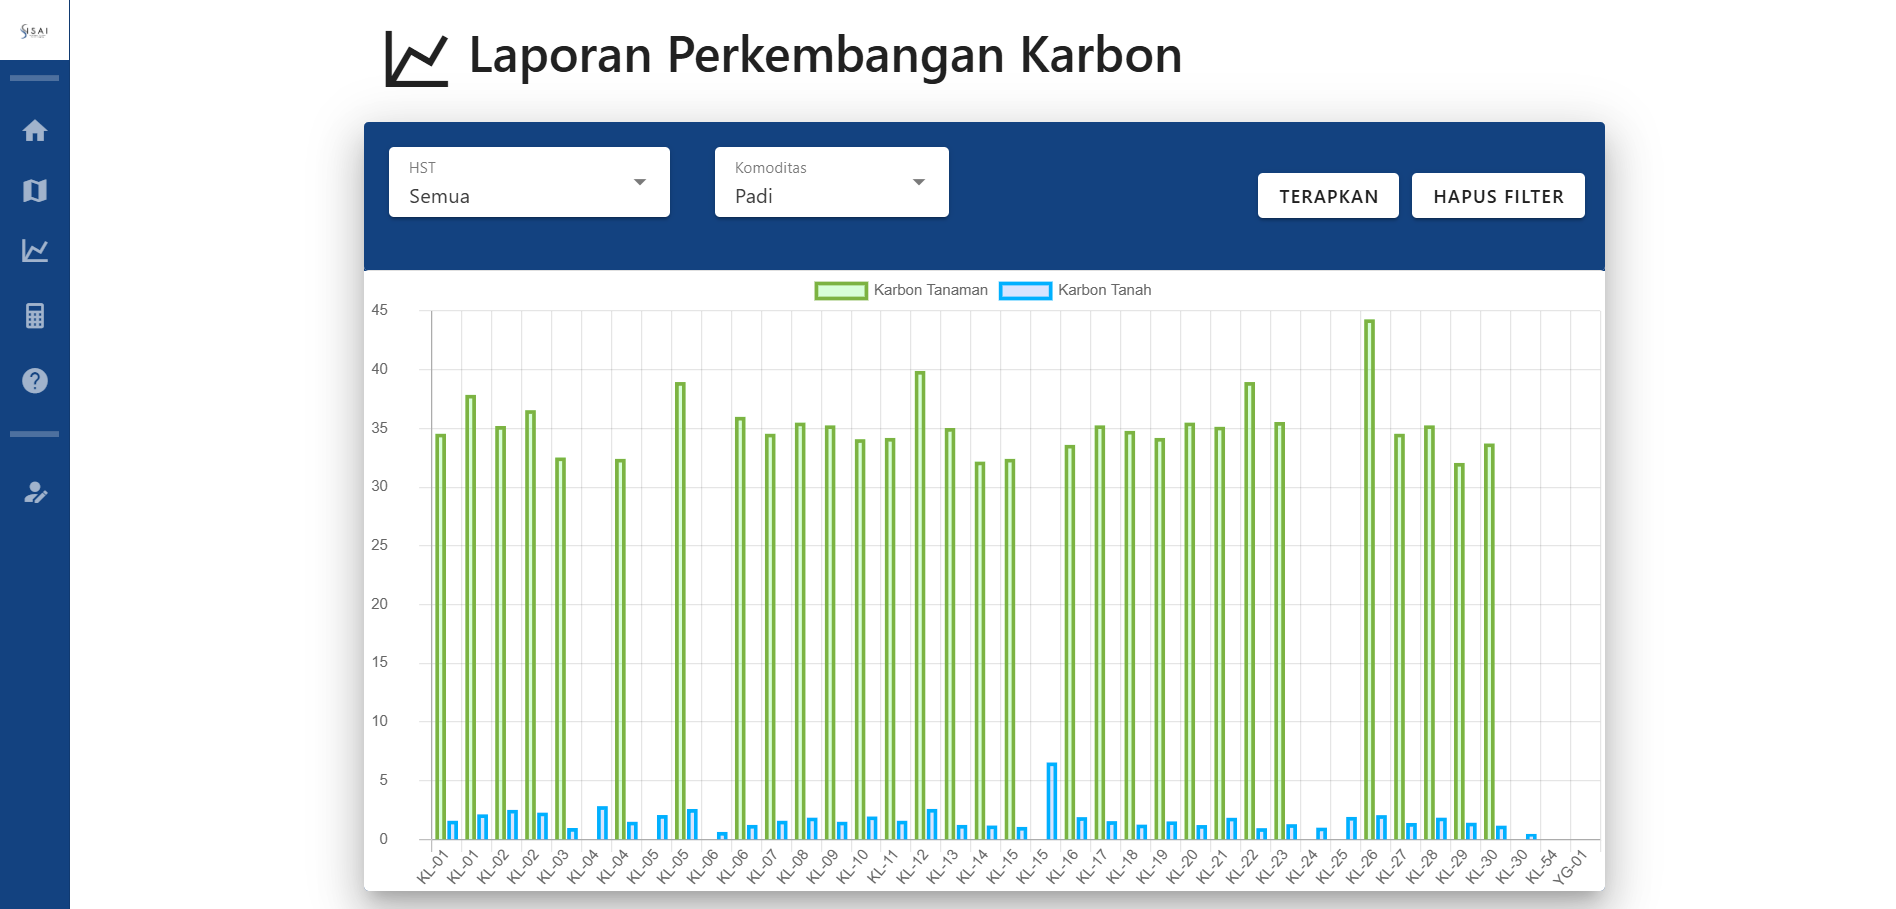 ISAI
Laporan Perkembangan Karbon
HST
Semua
Komoditas
Padi
TERAPKAN
HAPUS FILTER
Karbon Tanaman
Karbon Tanah
45
40
35
30
25
20
15
10
5
0
KL-01
KL-01
KL-02
KL-02
KL-03
KL-04
KL-04
KL-05
KL-05
KL-06
KL-06
KL-07
KL-08
KL-09
KL-10
KL-11
KL-12
KL-13
KL-14
KL-15
KL-15
KL-16
KL-17
KL-18
KL-19
KL-20
KL-21
KL-22
KL-23
KL-24
KL-25
KL-26
KL-27
KL-28
KL-29
KL-30
KL-30
KL-54
YG-01